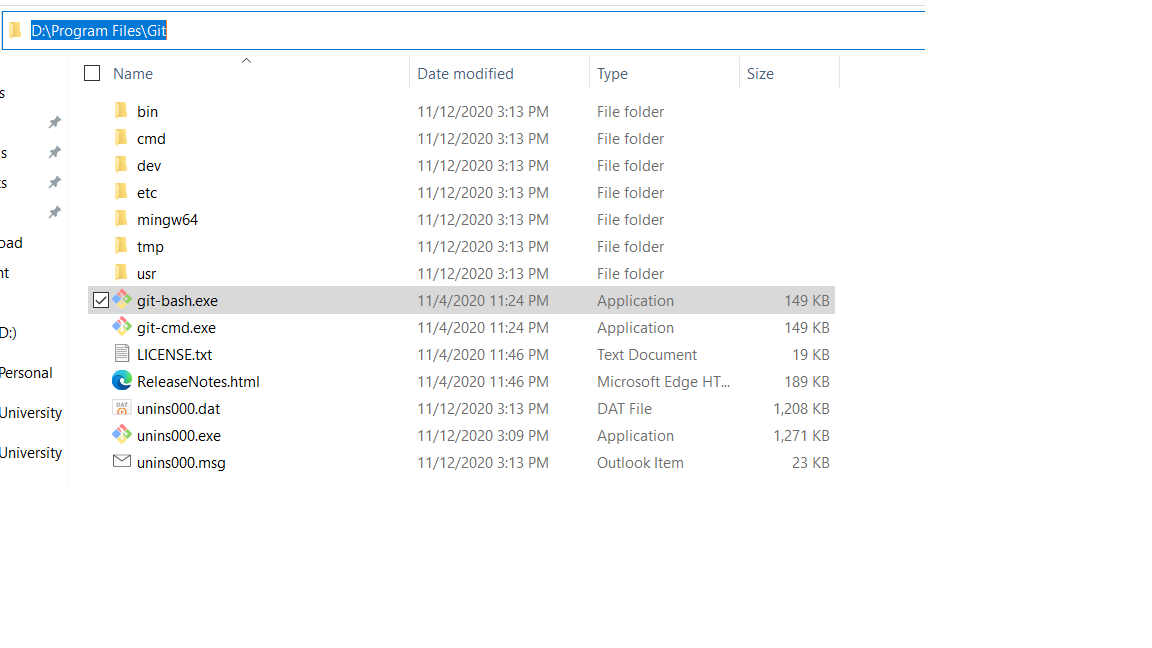 D:\Program Files\Git
Name Date modified Type Size
s
bin 11/12/2020 3:13 PM File folder
cmd 11/12/2020 3:13 PM File folder
s
dev 11/12/2020 3:13 PM File folder
ts
etc 11/12/2020 3:13 PM File folder
mingw64 11/12/2020 3:13 PM File folder
oad
tmp 11/12/2020 3:13 PM File folder
nt
usr 11/12/2020 3:13 PM File folder
git-bash.exe 11/4/2020 11:24 PM Application 149 KB
D:)
git-cmd.exe 11/4/2020 11:24 PM Application 149 KB
LICENSE.txt 11/4/2020 11:46 PM Text Document 19 KB
Personal
ReleaseNotes.html 11/4/2020 11:46 PM Microsoft Edge HT... 189 KB
DAT
unins000.dat 11/12/2020 3:13 PM DAT File 1,208 KB
University
unins000.exe 11/12/2020 3:09 PM Application 1,271 KB
University
unins000.msg 11/12/2020 3:13 PM Outlook Item 23 KB